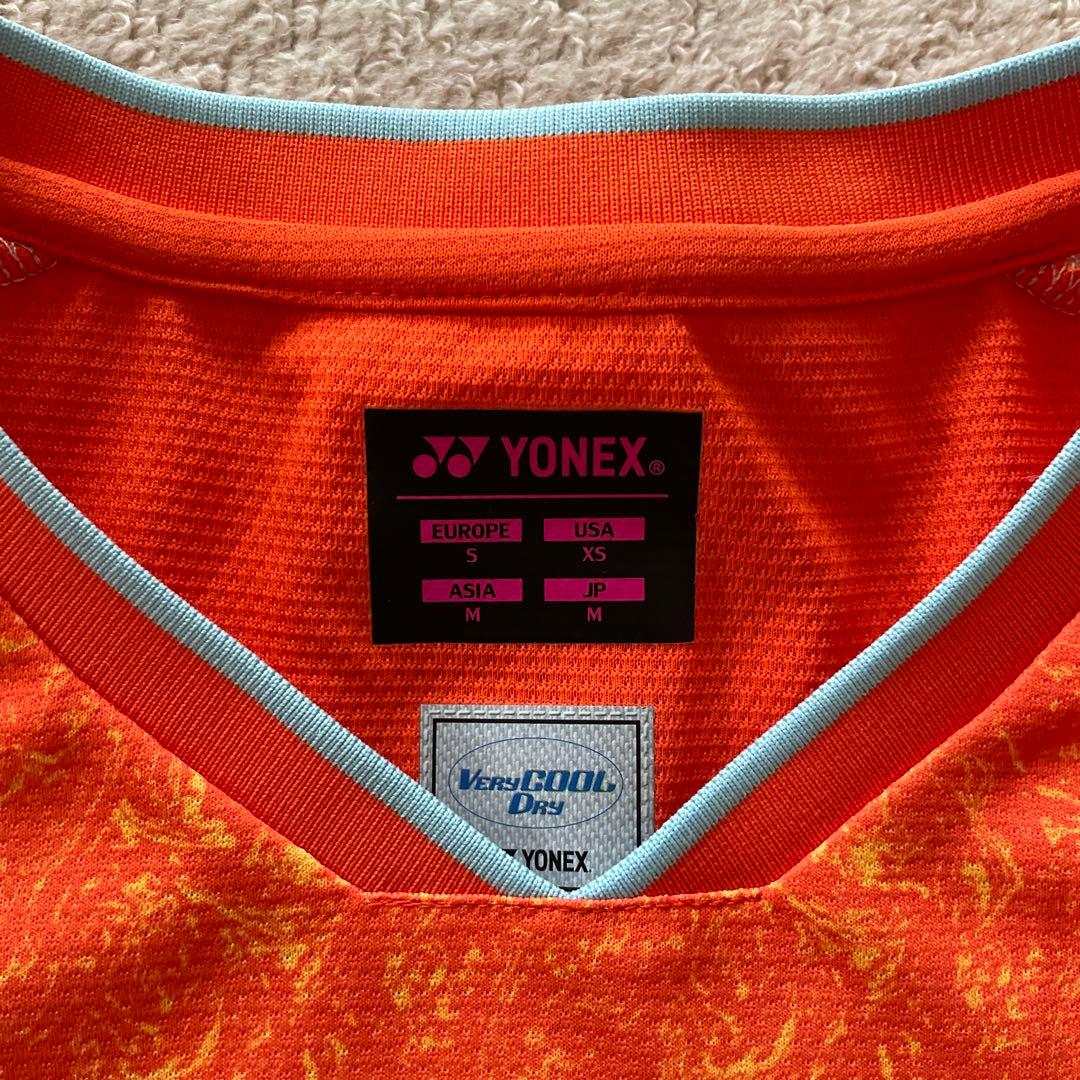 YONEX®
EUROPE USA
S XS
ASIA JP
M M
VERY COOL
DRY
YONEX.